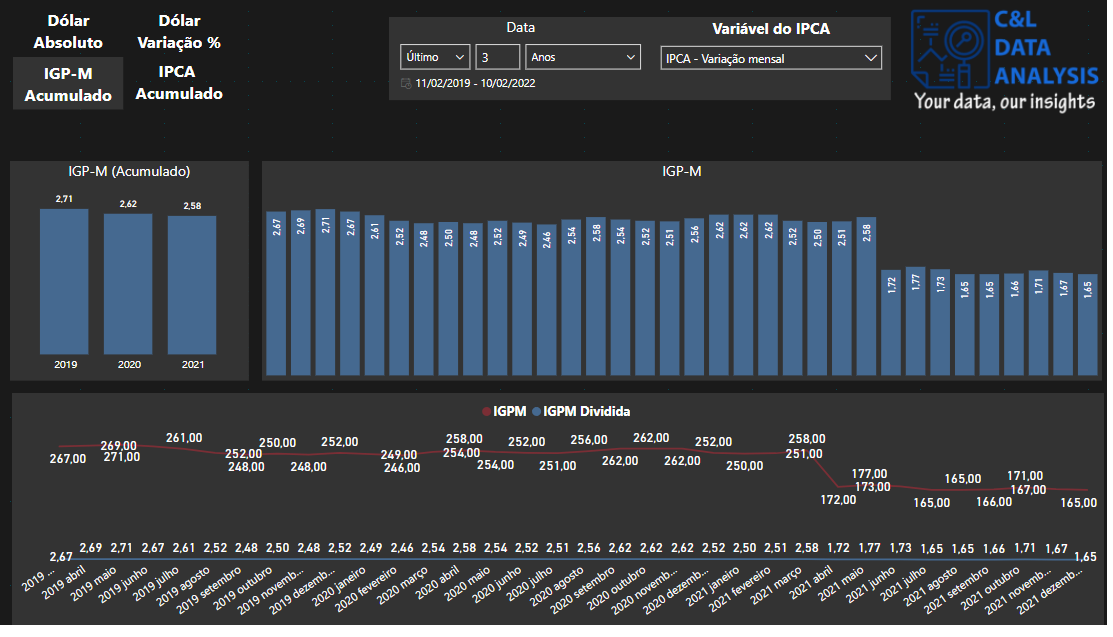 Dólar
Absoluto
Dólar
Variação %
IGP-M
Acumulado
IPCA
Acumulado
Data
Último
3
Anos
11/02/2019 - 10/02/2022
Variável do IPCA
IPCA - Variação mensal
C&L
DATA
ANALYSIS
Your data, our insights
IGP-M (Acumulado)
2,71
2,62
2,58
2019
2020
2021
IGP-M
2,67
2,69
2,71
2,67
2,61
2,52
2,48
2,50
2,48
2,52
2,49
2,46
2,54
2,58
2,54
2,52
2,51
2,56
2,62
2,62
2,62
2,52
2,50
2,51
2,58
1,72
1,77
1,73
1,65
1,65
1,66
1,71
1,67
1,65
IGPM
IGPM Dividida
267,00
269,00
271,00
261,00
252,00
248,00
250,00
248,00
252,00
249,00
246,00
258,00
254,00
254,00
252,00
251,00
256,00
262,00
262,00
262,00
252,00
250,00
258,00
251,00
172,00
177,00
173,00
165,00
165,00
166,00
171,00
167,00
165,00
2,67
2,69
2,71
2,67
2,61
2,52
2,48
2,50
2,48
2,52
2,49
2,46
2,54
2,58
2,54
2,52
2,51
2,56
2,62
2,62
2,62
2,52
2,50
2,51
2,58
1,72
1,77
1,73
1,65
1,65
1,66
1,71
1,67
1,65
2019 ...
2019 abril
2019 maio
2019 junho
2019 julho
2019 agosto
2019 setembro
2019 outubro
2019 novemb...
2019 dezemb...
2020 janeiro
2020 fevereiro
2020 março
2020 abril
2020 maio
2020 junho
2020 julho
2020 agosto
2020 setembro
2020 outubro
2020 novemb...
2020 dezemb...
2021 janeiro
2021 fevereiro
2021 março
2021 abril
2021 maio
2021 junho
2021 julho
2021 agosto
2021 setembro
2021 outubro
2021 novemb...
2021 dezemb...